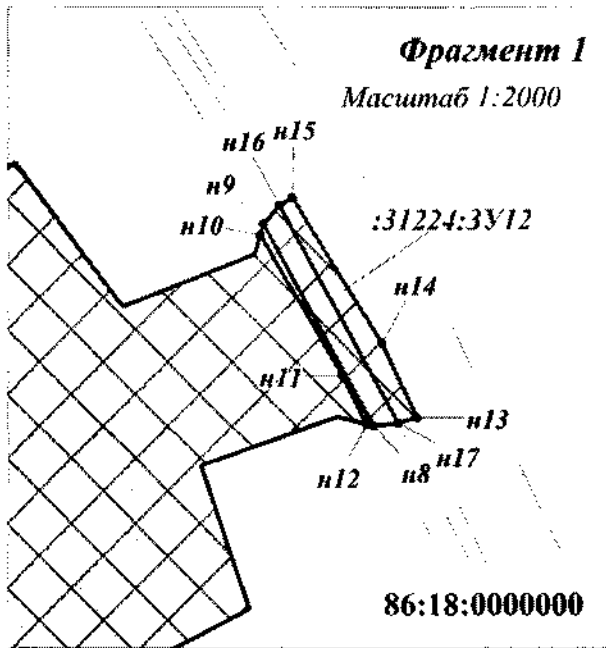 Фрагмент 1
Масштаб 1:2000
н16 н15
н9
н10
:31224:ЗУ12
н14
н11
н13
н12 н8 н17
86:18:0000000